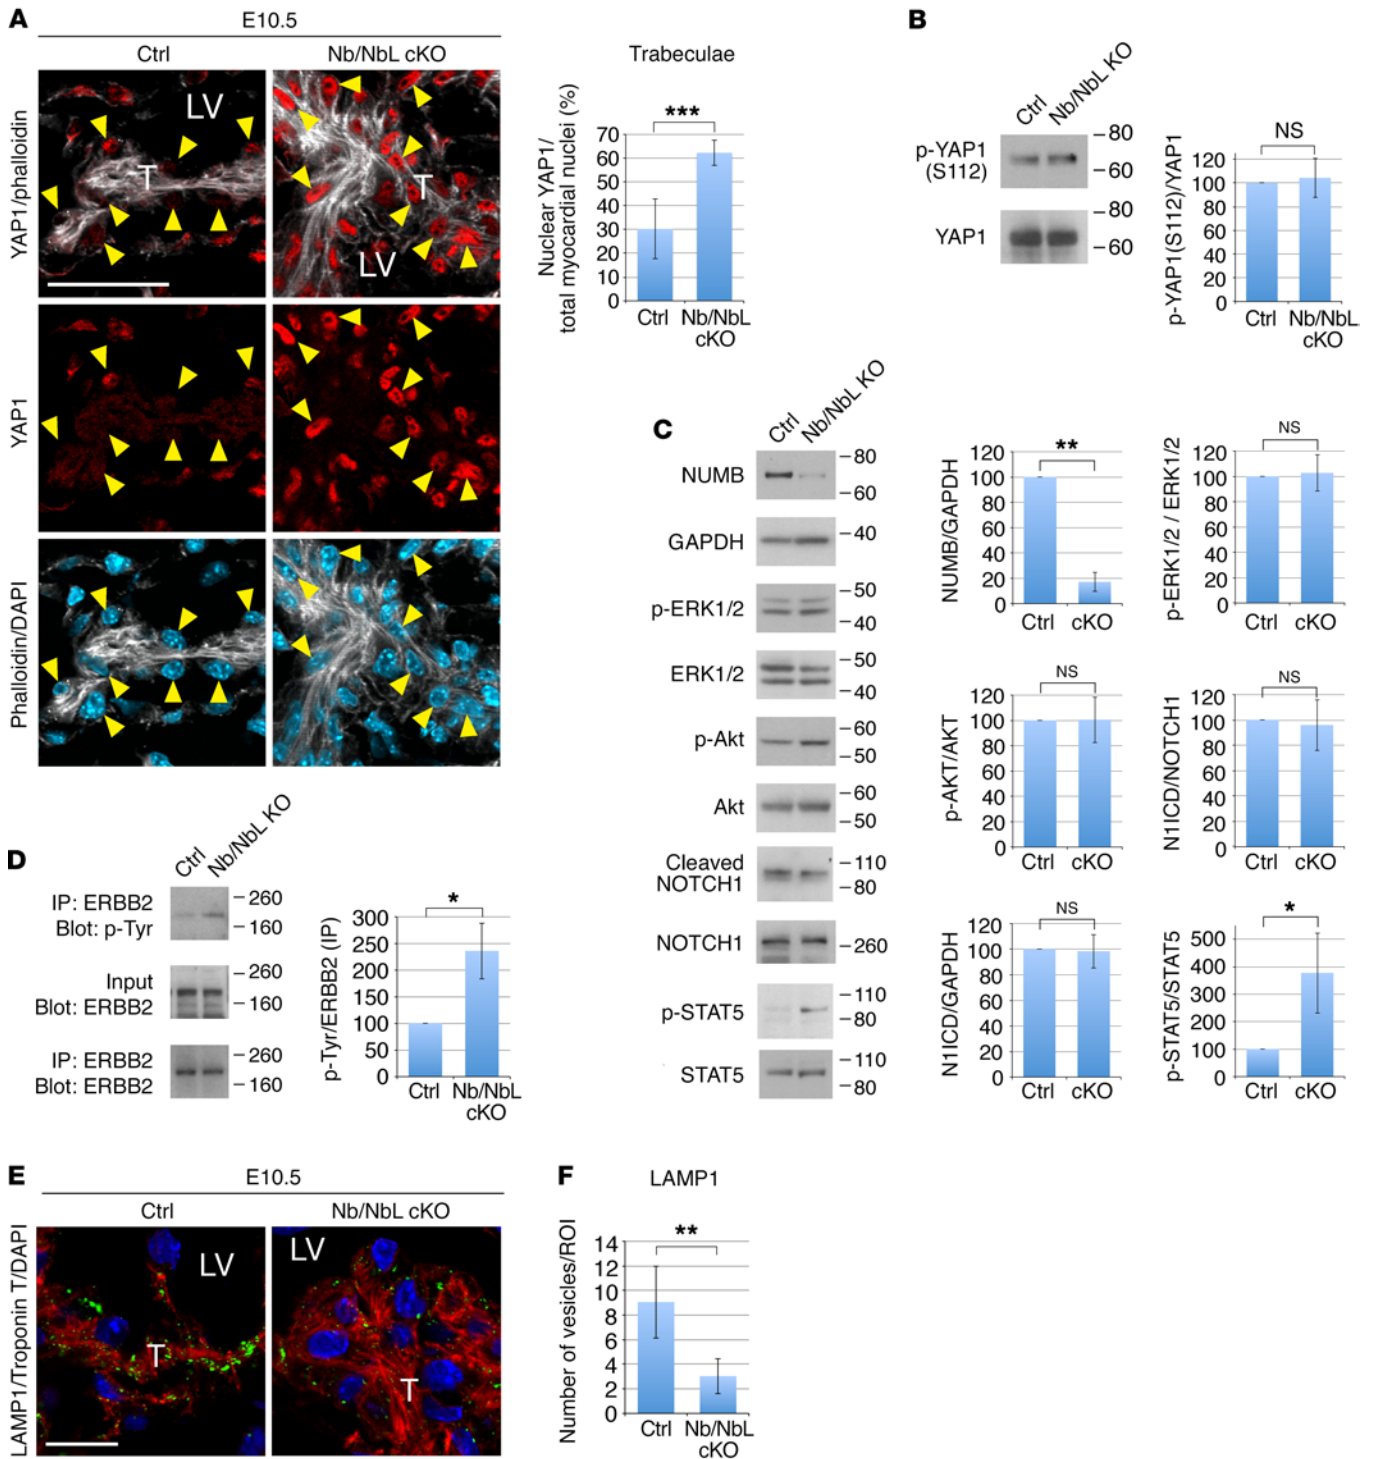 A
E10.5
Ctrl
Nb/NbL cKO
YAP1/phalloidin
LV
T
T
LV
YAP1
Phalloidin/DAPI
Trabeculae
Nuclear YAP1/
total myocardial nuclei (%)
***
70
60
50
40
30
20
10
0
Ctrl
Nb/NbL
cKO
B
Ctrl
Nb/NbL KO
p-YAP1
(S112)
80
60
YAP1
80
60
p-YAP1(S112)/YAP1
NS
120
100
80
60
40
20
0
Ctrl
Nb/NbL
cKO
C
Ctrl
Nb/NbL KO
NUMB
80
60
GAPDH
40
p-ERK1/2
50
40
ERK1/2
50
40
p-Akt
60
50
Akt
60
50
Cleaved
NOTCH1
110
80
NOTCH1
260
p-STAT5
110
80
STAT5
110
80
NUMB/GAPDH
**
120
100
80
60
40
20
0
Ctrl
cKO
p-ERK1/2 / ERK1/2
NS
120
100
80
60
40
20
0
Ctrl
cKO
p-AKT/AKT
NS
120
100
80
60
40
20
0
Ctrl
cKO
N1ICD/NOTCH1
NS
120
100
80
60
40
20
0
Ctrl
cKO
N1ICD/GAPDH
NS
120
100
80
60
40
20
0
Ctrl
cKO
p-STAT5/STAT5
*
500
400
300
200
100
0
Ctrl
cKO
D
Ctrl
Nb/NbL KO
IP: ERBB2
Blot: p-Tyr
260
160
Input
Blot: ERBB2
260
160
IP: ERBB2
Blot: ERBB2
260
160
p-Tyr/ERBB2 (IP)
*
300
250
200
150
100
50
0
Ctrl
Nb/NbL
cKO
E
E10.5
Ctrl
Nb/NbL cKO
LAMP1/Troponin T/DAPI
LV
T
LV
T
F
LAMP1
Number of vesicles/ROI
**
14
12
10
8
6
4
2
0
Ctrl
Nb/NbL
cKO